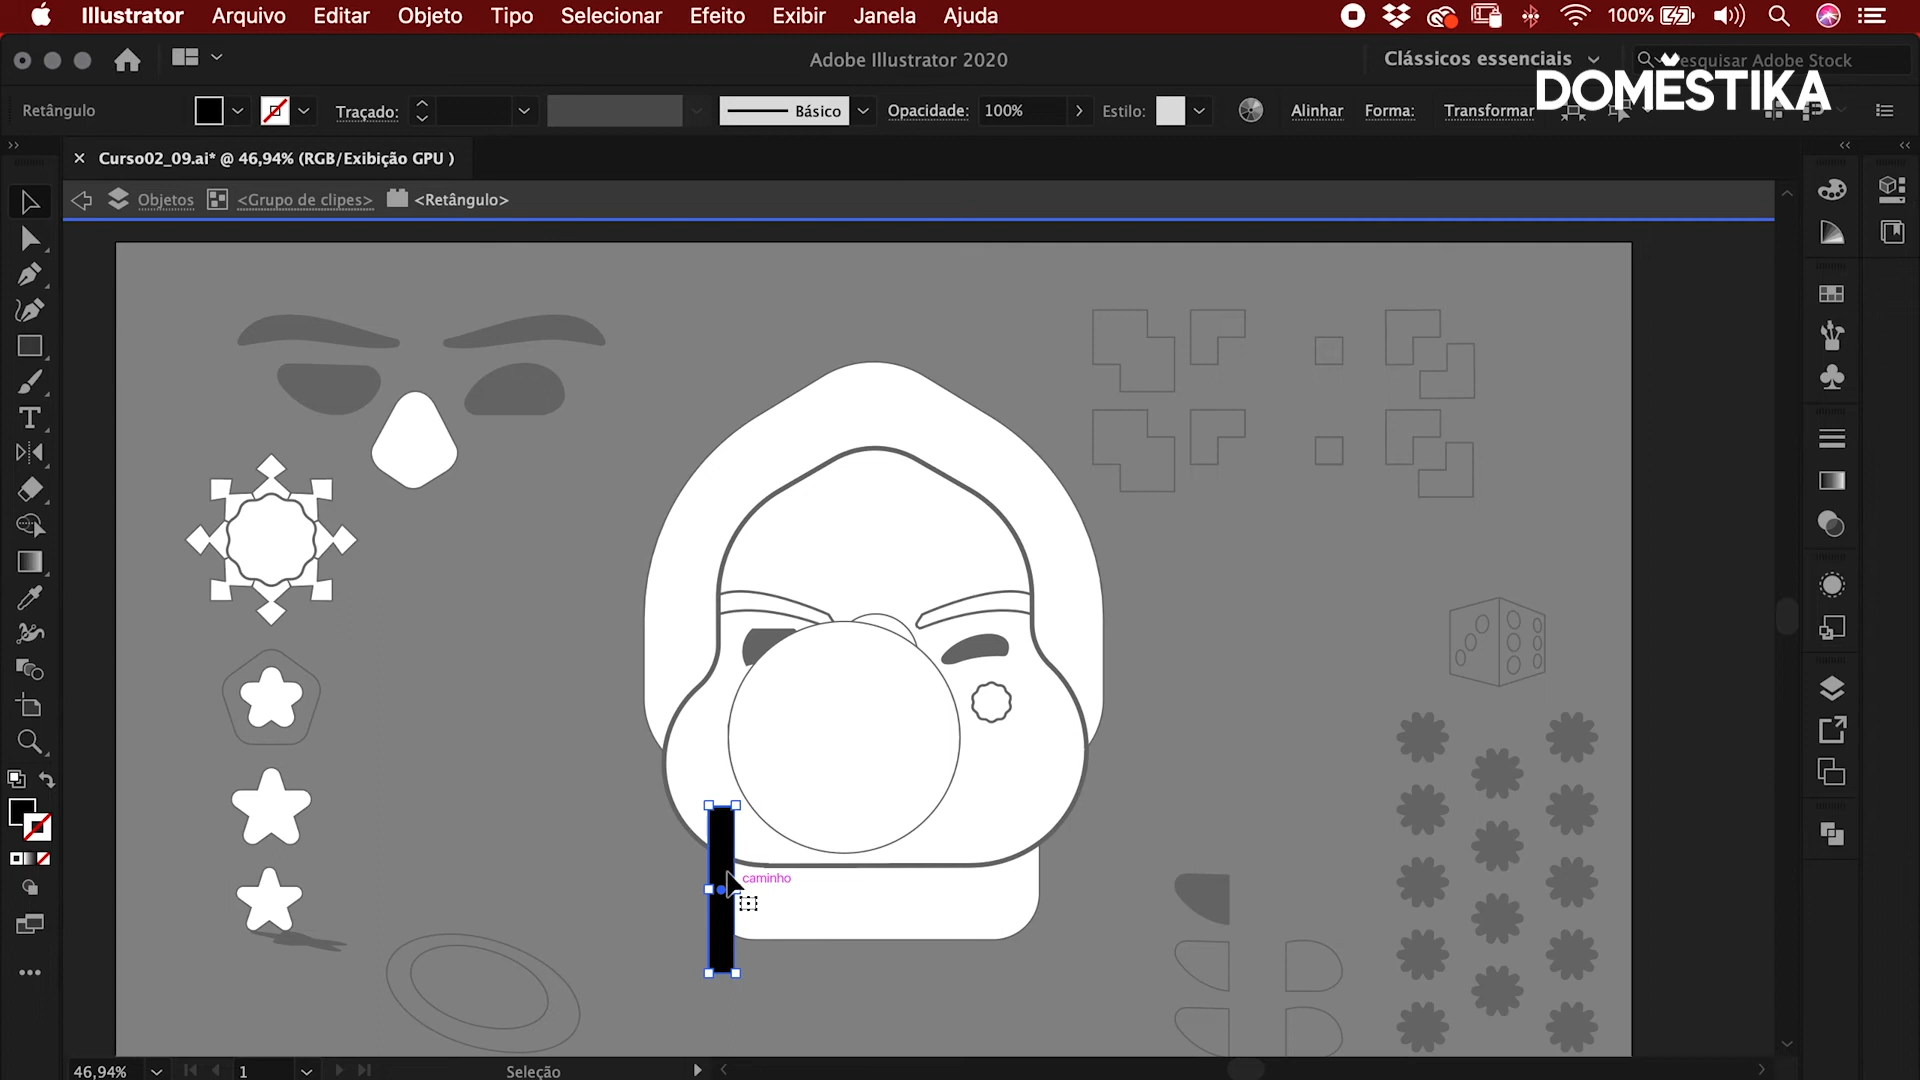 Illustrator Arquivo Editar Objeto Tipo Selecionar Efeito Exibir Janela Ajuda 100%
Adobe Illustrator 2020 Clássicos essenciais esquisar Adobe Stock
DOMESTIKA
Retângulo Traçado: Básico Opacidade: 100% Estilo: Alinhar Forma: Transformar
Curso02_09.ai* @ 46,94% (RGB/Exibição GPU )
Objetos <Grupo de clipes> <Retângulo>
caminho
46,94% 1 Seleção